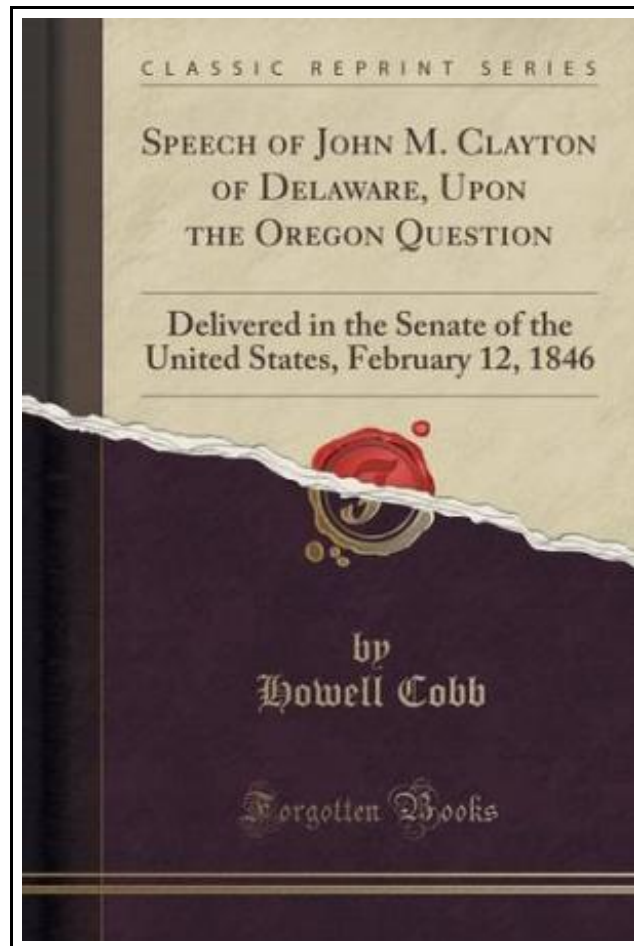 CLASSIC REPRINT SERIES
SPEECH OF JOHN M. CLAYTON
OF DELAWARE, UPON
THE OREGON QUESTION
Delivered in the Senate of the
United States, February 12, 1846
F
by
Howell Cobb
Forgotten Books